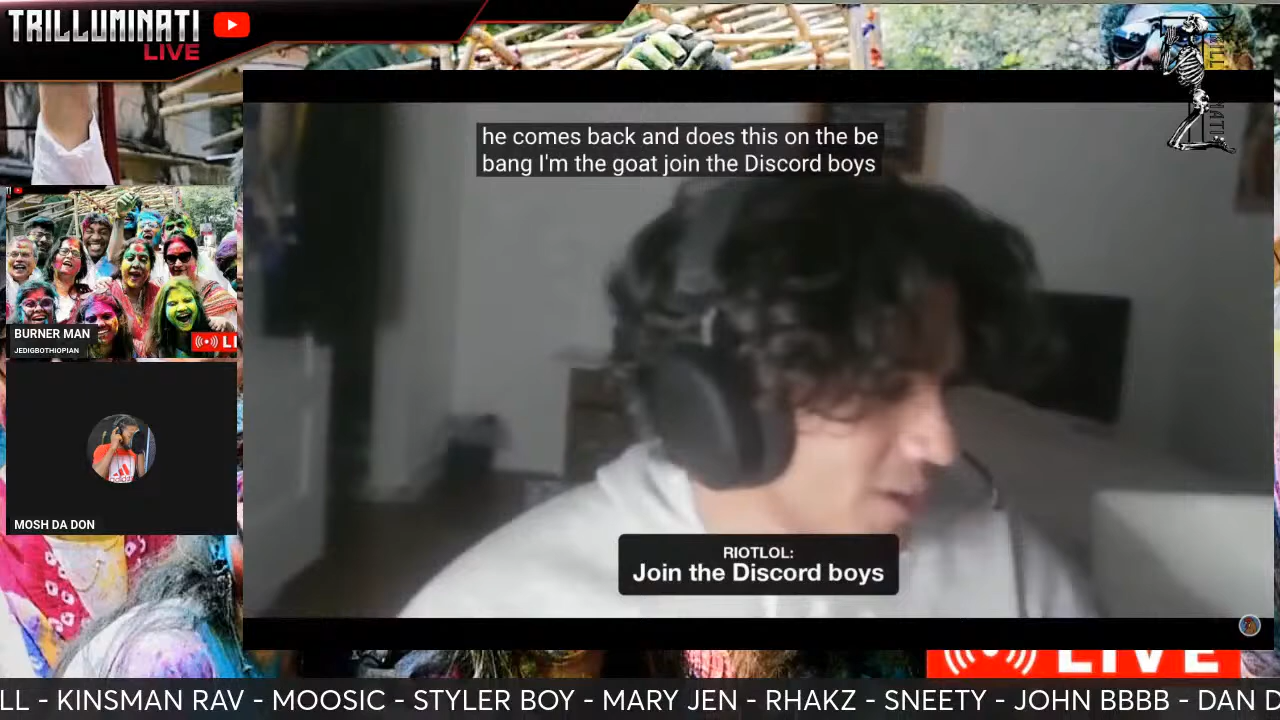 TRILLUMINATI
LIVE
he comes back and does this on the be
bang I'm the goat join the Discord boys
BURNER MAN
JEDIGBOTHIOPIAN
LI
MOSH DA DON
RIOTLOL:
Join the Discord boys
LIVE
LL - KINSMAN RAV - MOOSIC - STYLER BOY - MARY JEN - RHAKZ - SNEETY - JOHN BBBB - DAN D